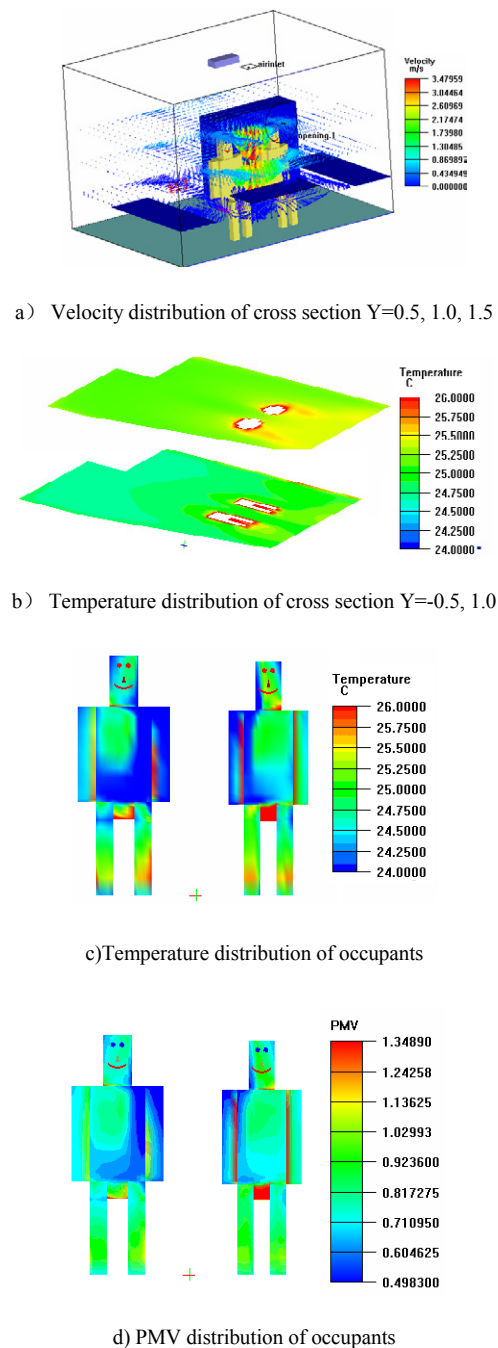 airinlet
opening.1
Velocity
m/s
3.47959
3.04464
2.60969
2.17474
1.73980
1.30485
0.869892
0.434949
0.000000
a） Velocity distribution of cross section Y=0.5, 1.0, 1.5
Temperature
C
26.0000
25.7500
25.5000
25.2500
25.0000
24.7500
24.5000
24.2500
24.0000
b） Temperature distribution of cross section Y=-0.5, 1.0
Temperature
C
26.0000
25.7500
25.5000
25.2500
25.0000
24.7500
24.5000
24.2500
24.0000
c)Temperature distribution of occupants
PMV
1.34890
1.24258
1.13625
1.02993
0.923600
0.817275
0.710950
0.604625
0.498300
d) PMV distribution of occupants